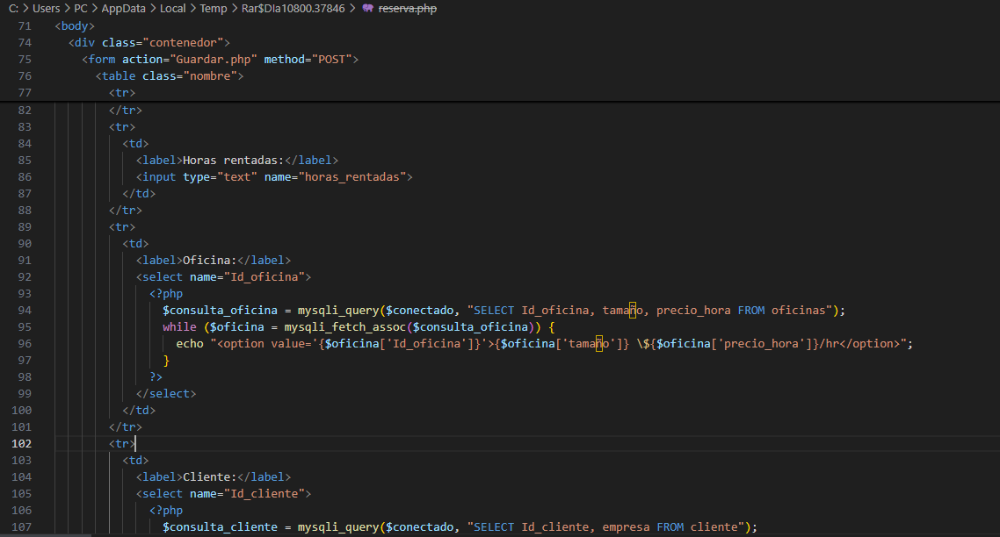 C: > Users > PC > AppData > Local > Temp > Rar$DIa10800.37846 > reserva.php
71 <body>
74 <div class="contenedor">
75 <form action="Guardar.php" method="POST">
76 <table class="nombre">
77 <tr>
82 </tr>
83 <tr>
84 <td>
85 <label>Horas rentadas:</label>
86 <input type="text" name="horas_rentadas">
87 </td>
88 </tr>
89 <tr>
90 <td>
91 <label>Oficina:</label>
92 <select name="Id_oficina">
93 <?php
94 $consulta_oficina = mysqli_query($conectado, "SELECT Id_oficina, tamaño, precio_hora FROM oficinas");
95 while ($oficina = mysqli_fetch_assoc($consulta_oficina)) {
96 echo "<option value='{$oficina['Id_oficina']}'>{$oficina['tamaño']} \${$oficina['precio_hora']}/hr</option>";
97 }
98 ?>
99 </select>
100 </td>
101 </tr>
102 <tr>
103 <td>
104 <label>Cliente:</label>
105 <select name="Id_cliente">
106 <?php
107 $consulta_cliente = mysqli_query($conectado, "SELECT Id_cliente, empresa FROM cliente");